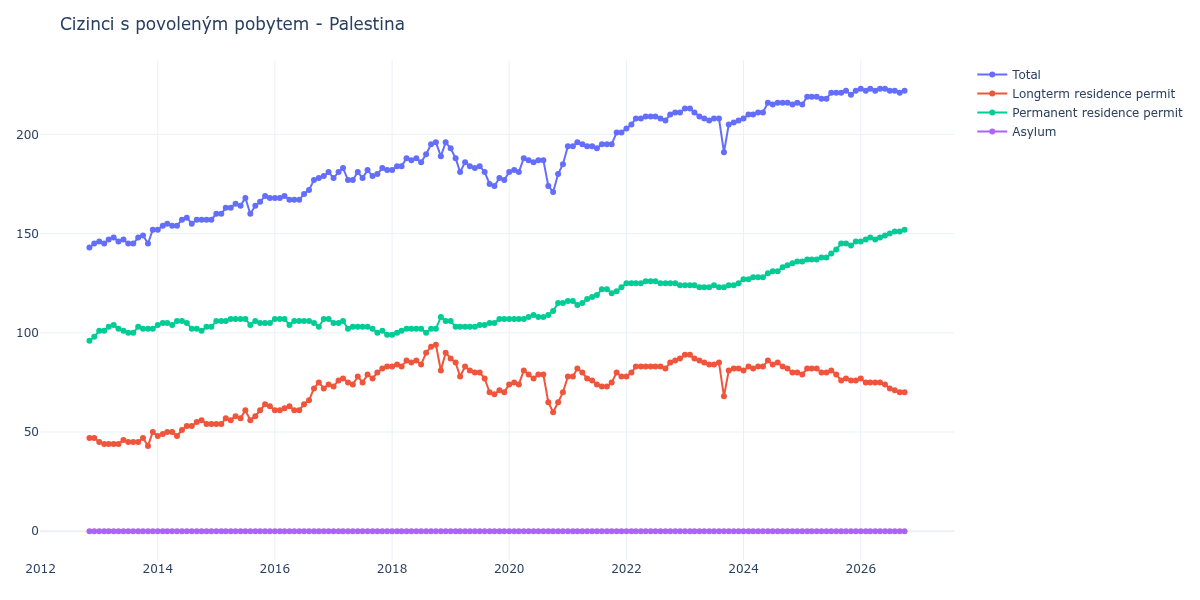 Cizinci s povoleným pobytem - Palestina
Total
Longterm residence permit
Permanent residence permit
Asylum
200
150
100
50
0
2012 2014 2016 2018 2020 2022 2024 2026